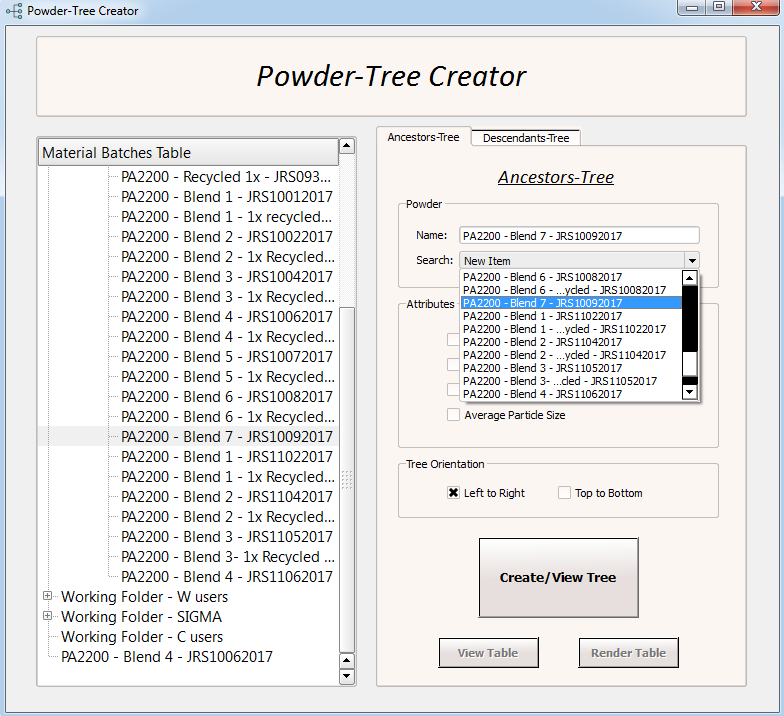 Powder-Tree Creator
Powder-Tree Creator
Material Batches Table
PA2200 - Recycled 1x - JRS093...
PA2200 - Blend 1 - JRS10012017
PA2200 - Blend 1 - 1x recycled...
PA2200 - Blend 2 - JRS10022017
PA2200 - Blend 2 - 1x Recycled...
PA2200 - Blend 3 - JRS10042017
PA2200 - Blend 3 - 1x Recycled...
PA2200 - Blend 4 - JRS10062017
PA2200 - Blend 4 - 1x Recycled...
PA2200 - Blend 5 - JRS10072017
PA2200 - Blend 5 - 1x Recycled...
PA2200 - Blend 6 - JRS10082017
PA2200 - Blend 6 - 1x Recycled...
PA2200 - Blend 7 - JRS10092017
PA2200 - Blend 1 - JRS11022017
PA2200 - Blend 1 - 1x Recycled...
PA2200 - Blend 2 - JRS11042017
PA2200 - Blend 2 - 1x Recycled...
PA2200 - Blend 3 - JRS11052017
PA2200 - Blend 3- 1x Recycled ...
PA2200 - Blend 4 - JRS11062017
Working Folder - W users
Working Folder - SIGMA
Working Folder - C users
PA2200 - Blend 4 - JRS10062017
Ancestors-Tree
Descendants-Tree
Ancestors-Tree
Powder
Name: PA2200 - Blend 7 - JRS10092017
Search: New Item
PA2200 - Blend 6 - JRS10082017
PA2200 - Blend 6 - ...ycled - JRS10082017
PA2200 - Blend 7 - JRS10092017
PA2200 - Blend 1 - JRS11022017
PA2200 - Blend 1 - ...ycled - JRS11022017
PA2200 - Blend 2 - JRS11042017
PA2200 - Blend 2 - ...ycled - JRS11042017
PA2200 - Blend 3 - JRS11052017
PA2200 - Blend 3- ...cled - JRS11052017
PA2200 - Blend 4 - JRS11062017
Attributes
Average Particle Size
Tree Orientation
Left to Right
Top to Bottom
Create/View Tree
View Table
Render Table